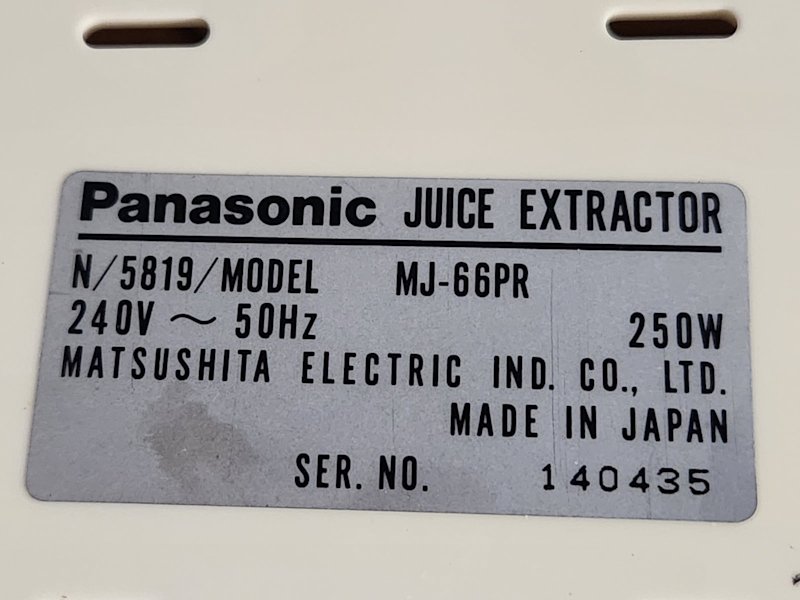 Panasonic JUICE EXTRACTOR
N/5819/MODEL MJ-66PR
240V ~ 50Hz 250W
MATSUSHITA ELECTRIC IND. CO., LTD.
MADE IN JAPAN
SER. NO. 140435